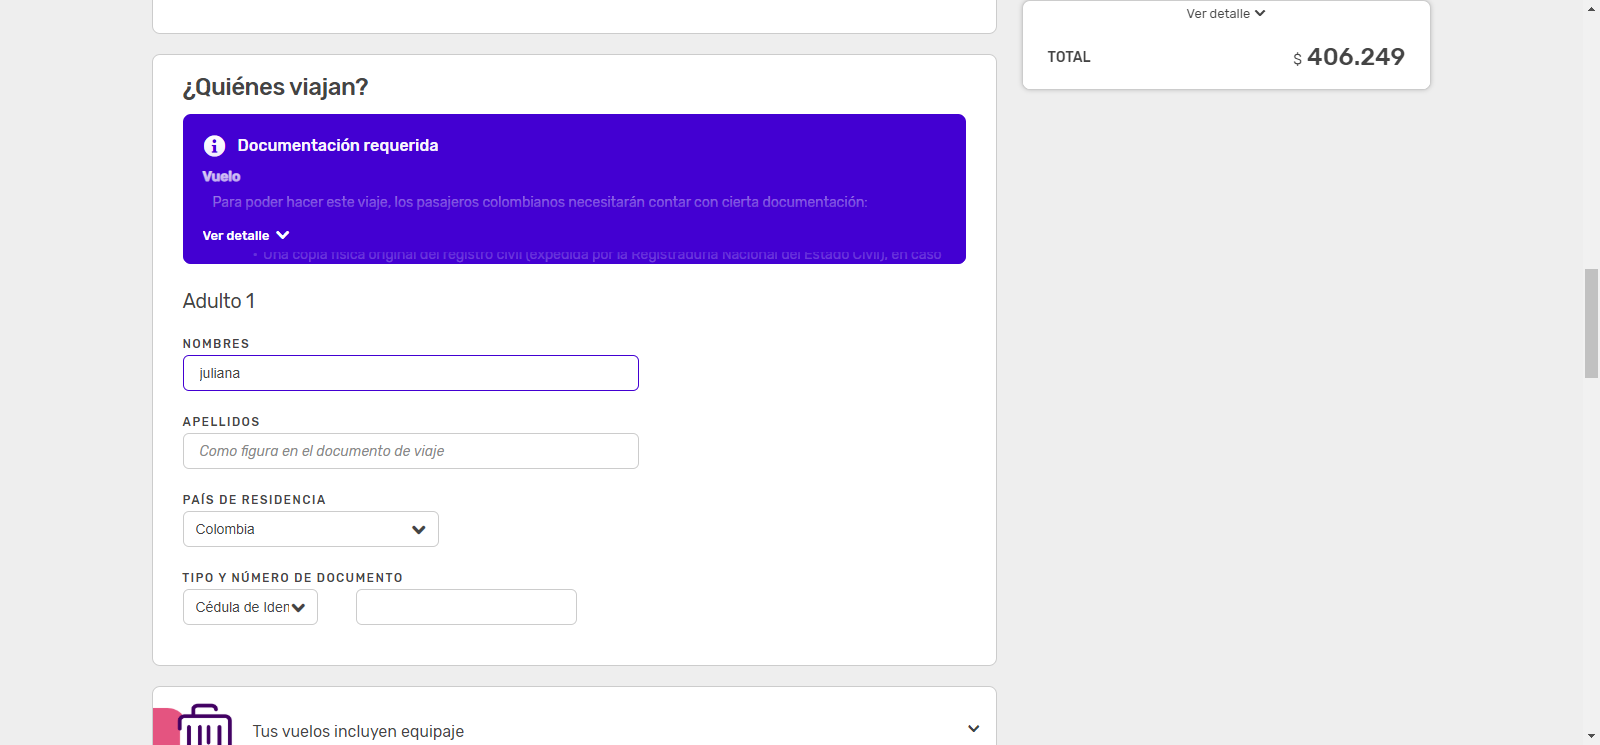 Ver detalle
TOTAL
$ 406.249
¿Quiénes viajan?
Documentación requerida
Vuelo
Para poder hacer este viaje, los pasajeros colombianos necesitarán contar con cierta documentación:
Ver detalle
• Una copia física original del registro civil (expedida por la Registraduría Nacional del Estado Civil), en caso
Adulto 1
NOMBRES
juliana
APELLIDOS
Como figura en el documento de viaje
PAÍS DE RESIDENCIA
Colombia
TIPO Y NÚMERO DE DOCUMENTO
Cédula de Iden
Tus vuelos incluyen equipaje